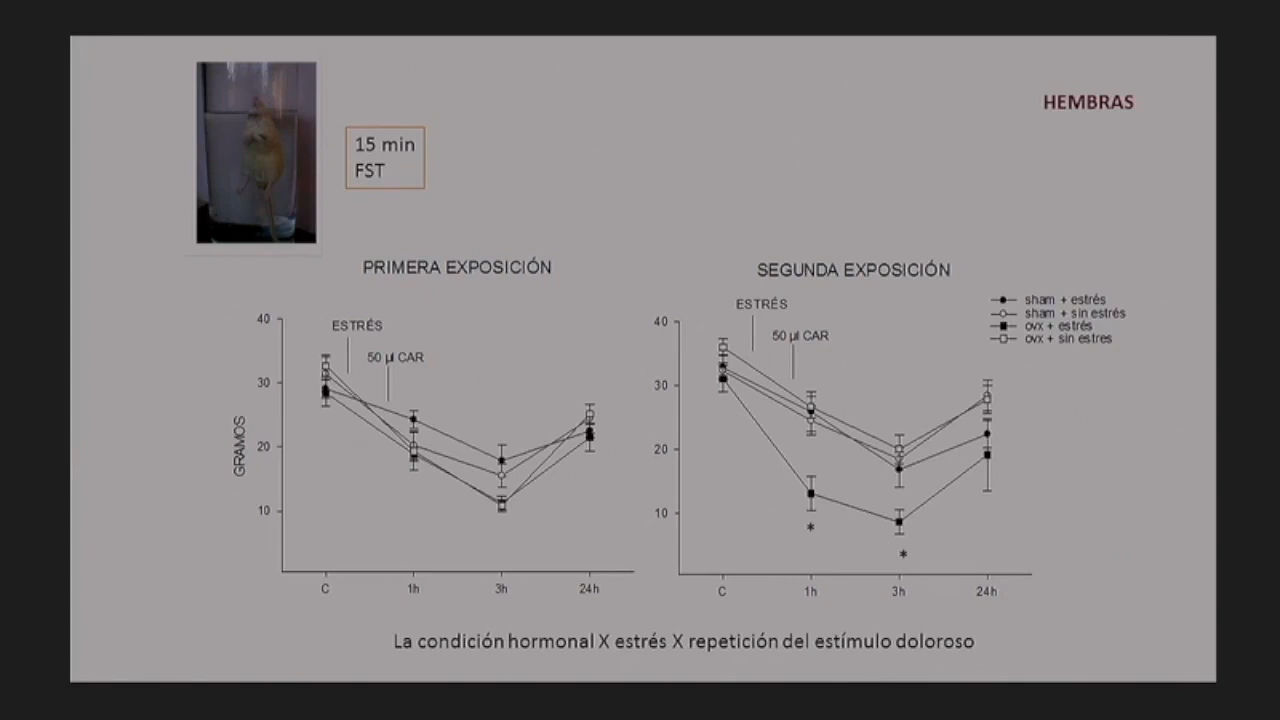 HEMBRAS
15 min
FST
PRIMERA EXPOSICIÓN
ESTRÉS
50 µl CAR
GRAMOS
40
30
20
10
C 1h 3h 24h
SEGUNDA EXPOSICIÓN
ESTRÉS
50 µl CAR
40
30
20
10
* *
C 1h 3h 24h
sham + estrés
sham + sin estrés
ovx + estrés
ovx + sin estres
La condición hormonal X estrés X repetición del estímulo doloroso